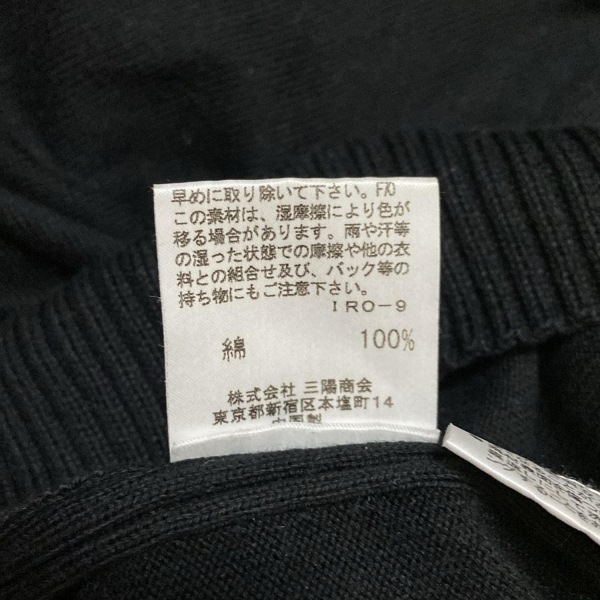 早めに取り除いて下さい。F/O
この素材は、湿摩擦により色が
移る場合があります。雨や汗等
の湿った状態での摩擦や他の衣
料との組合せ及び、バック等の
持ち物にもご注意下さい。
IRO-9
綿 100%
株式会社 三陽商会
東京都新宿区本塩町14
中国製